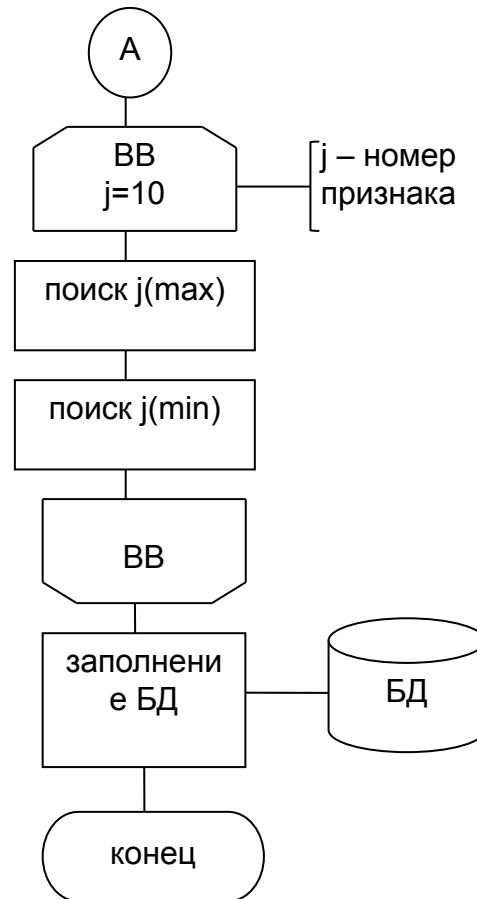 А
ВВ
j=10
j – номер
признака
поиск j(max)
поиск j(min)
ВВ
заполнени
е БД
БД
конец